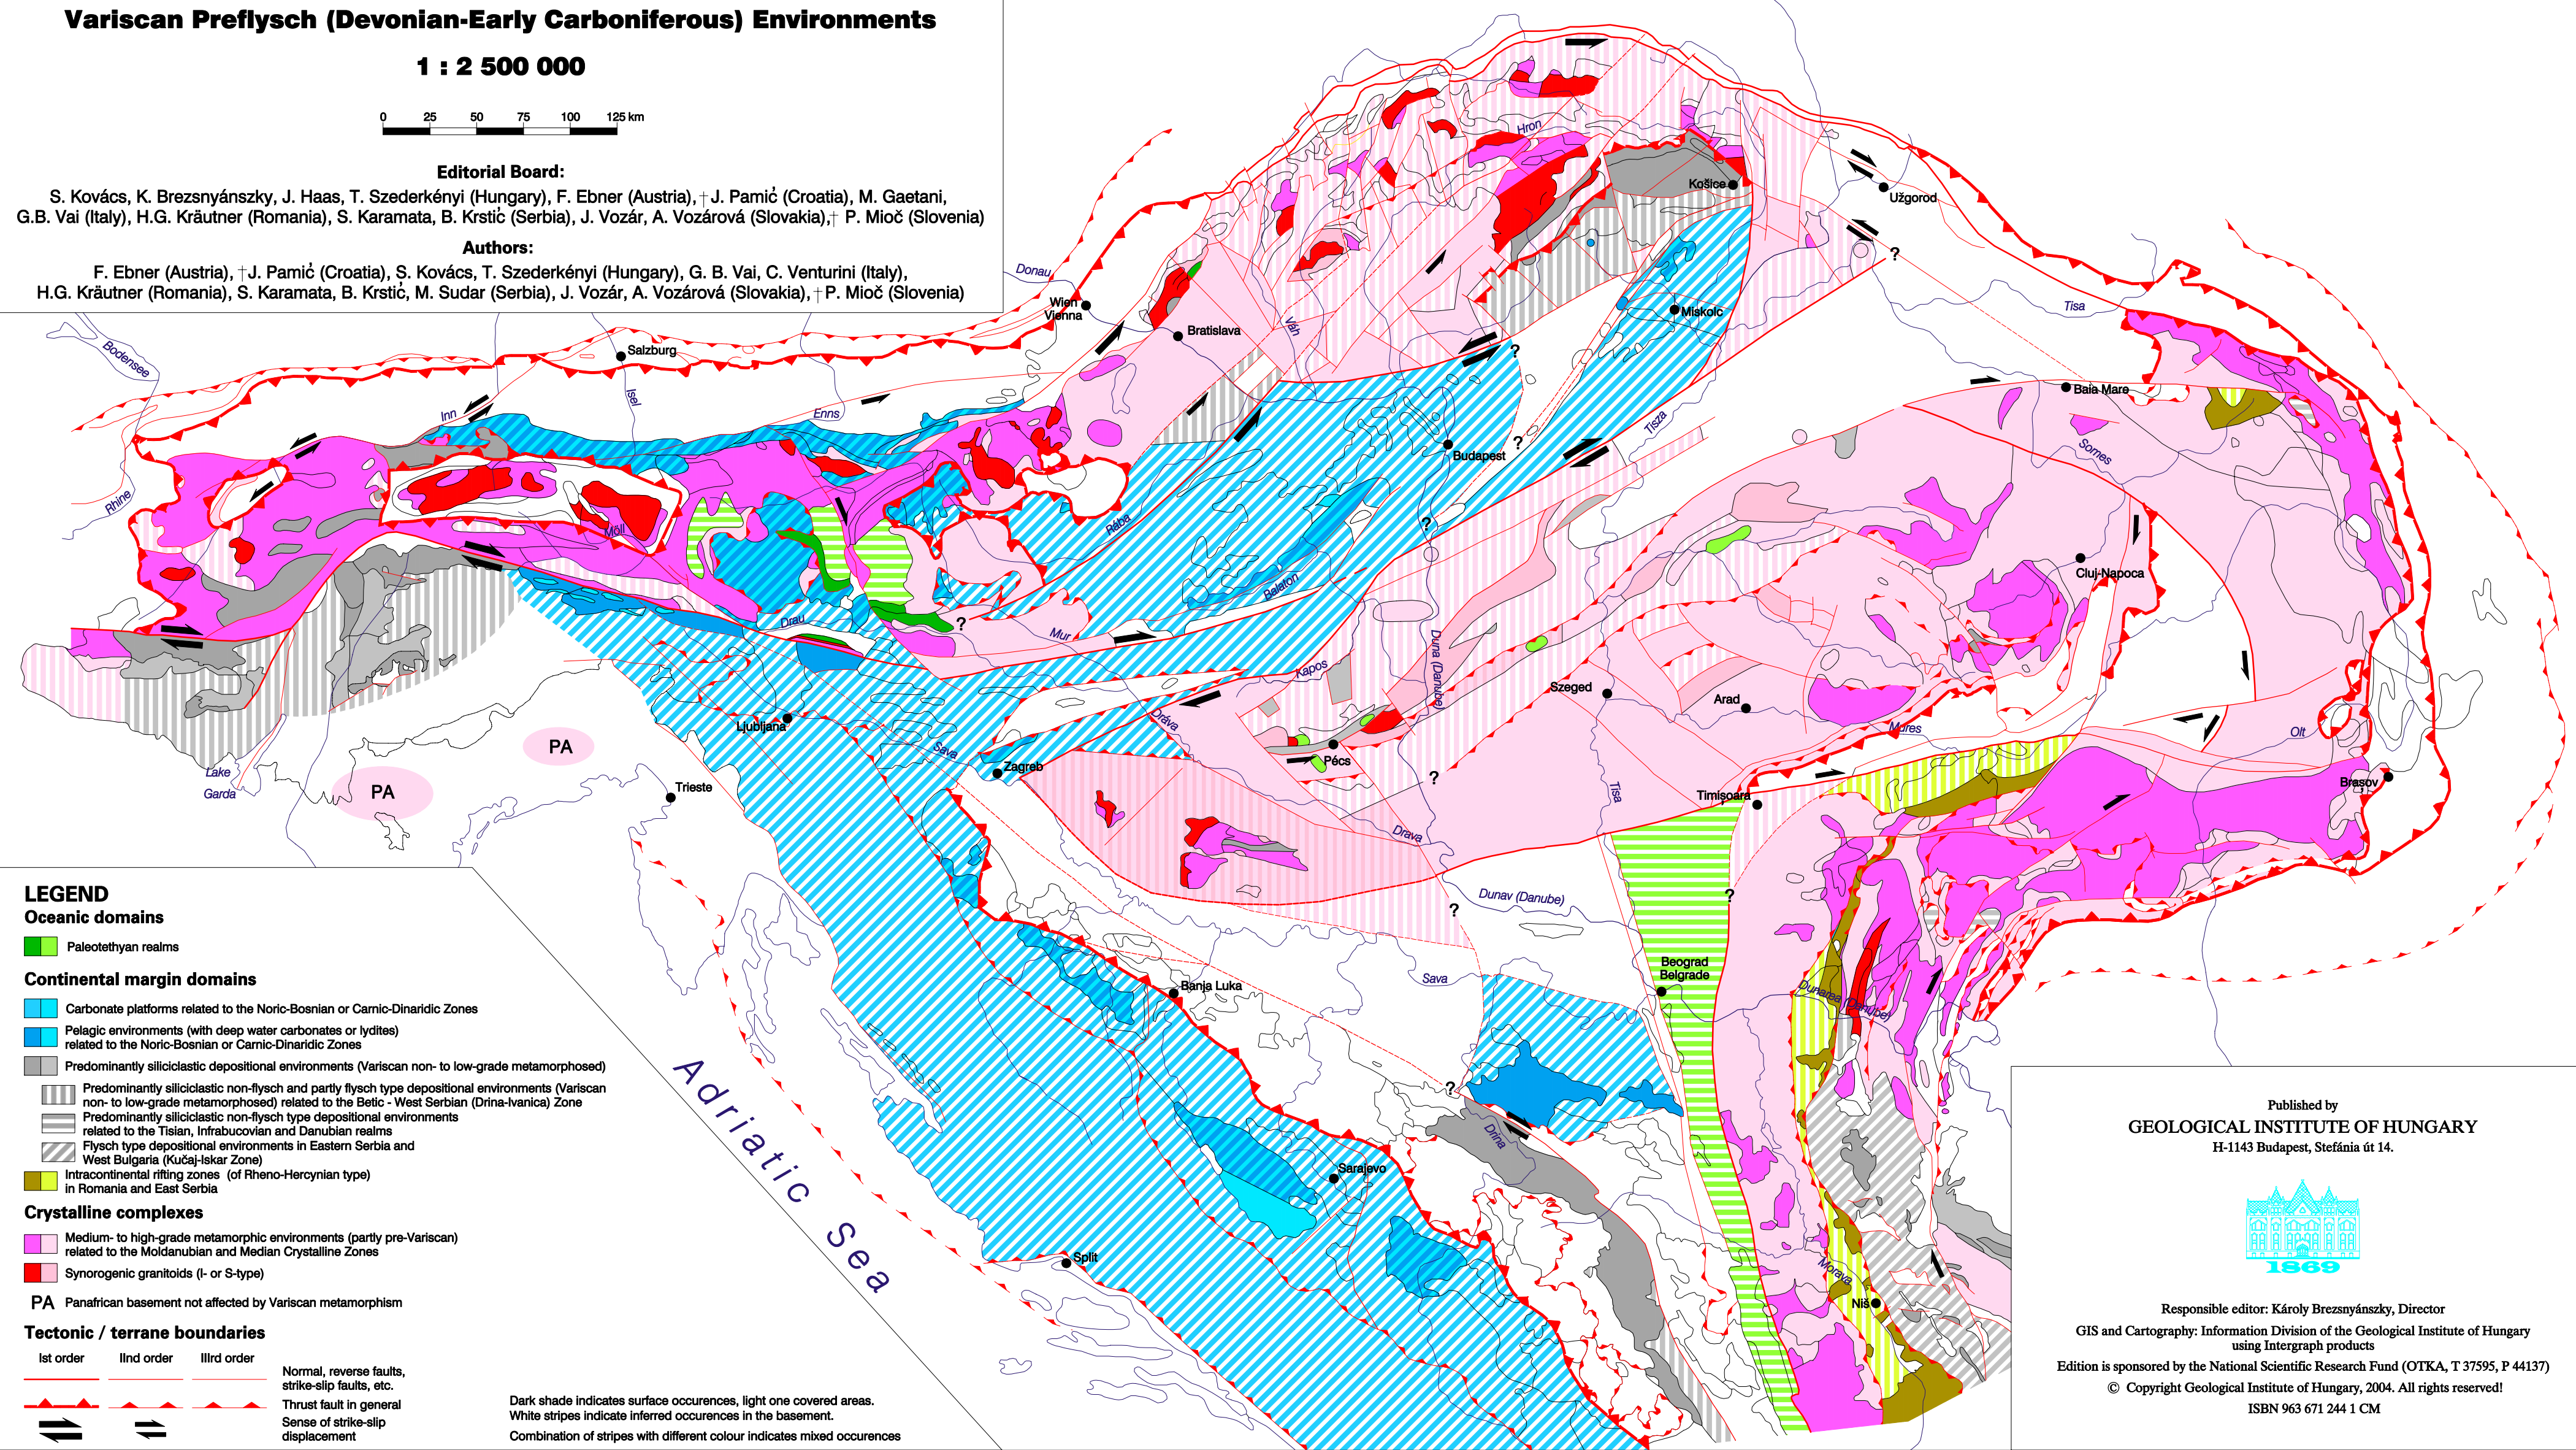 Variscan Preflysch (Devonian-Early Carboniferous) Environments
1 : 2 500 000
0 25 50 75 100 125 km
Editorial Board:
S. Kovács, K. Brezsnyánszky, J. Haas, T. Szederkényi (Hungary), F. Ebner (Austria), †J. Pamić (Croatia), M. Gaetani,
G.B. Vai (Italy), H.G. Kräutner (Romania), S. Karamata, B. Krstić (Serbia), J. Vozár, A. Vozárová (Slovakia),† P. Mioč (Slovenia)
Authors:
F. Ebner (Austria), †J. Pamić (Croatia), S. Kovács, T. Szederkényi (Hungary), G. B. Vai, C. Venturini (Italy),
H.G. Kräutner (Romania), S. Karamata, B. Krstić, M. Sudar (Serbia), J. Vozár, A. Vozárová (Slovakia),†P. Mioč (Slovenia)
Hron
Košice
Užgorod
?
Donau
Wien
Vienna
Bratislava
Váh
Miskolc
Tisa
Bodensee
Salzburg
?
Isel
Inn
Enns
Baia Mare
Tisza
Budapest
?
Somes
Rhine
Möll
Rába
?
Cluj-Napoca
Balaton
Drau
?
Mur
Duna (Danube)
Kapos
Szeged
Arad
Mures
Olt
Ljubljana
Dráva
Sava
PA
Zagreb
Pécs
?
Lake
Garda
PA
Trieste
Tisa
Timișoara
Brasov
Drava
?
Dunav (Danube)
?
Beograd
Belgrade
Sava
Banja Luka
Dunarea (Danube)
?
Drina
Sarajevo
Split
Morava
Niš
Adriatic Sea
LEGEND
Oceanic domains
Paleotethyan realms
Continental margin domains
Carbonate platforms related to the Noric-Bosnian or Carnic-Dinaridic Zones
Pelagic environments (with deep water carbonates or lydites)
related to the Noric-Bosnian or Carnic-Dinaridic Zones
Predominantly siliciclastic depositional environments (Variscan non- to low-grade metamorphosed)
Predominantly siliciclastic non-flysch and partly flysch type depositional environments (Variscan
non- to low-grade metamorphosed) related to the Betic - West Serbian (Drina-Ivanica) Zone
Predominantly siliciclastic non-flysch type depositional environments
related to the Tisian, Infrabucovian and Danubian realms
Flysch type depositional environments in Eastern Serbia and
West Bulgaria (Kučaj-Iskar Zone)
Intracontinental rifting zones (of Rheno-Hercynian type)
in Romania and East Serbia
Crystalline complexes
Medium- to high-grade metamorphic environments (partly pre-Variscan)
related to the Moldanubian and Median Crystalline Zones
Synorogenic granitoids (I- or S-type)
PA Panafrican basement not affected by Variscan metamorphism
Tectonic / terrane boundaries
Ist order IInd order IIIrd order
Normal, reverse faults,
strike-slip faults, etc.
Thrust fault in general
Sense of strike-slip
displacement
Dark shade indicates surface occurences, light one covered areas.
White stripes indicate inferred occurences in the basement.
Combination of stripes with different colour indicates mixed occurences
Published by
GEOLOGICAL INSTITUTE OF HUNGARY
H-1143 Budapest, Stefánia út 14.
1869
Responsible editor: Károly Brezsnyánszky, Director
GIS and Cartography: Information Division of the Geological Institute of Hungary
using Intergraph products
Edition is sponsored by the National Scientific Research Fund (OTKA, T 37595, P 44137)
© Copyright Geological Institute of Hungary, 2004. All rights reserved!
ISBN 963 671 244 1 CM